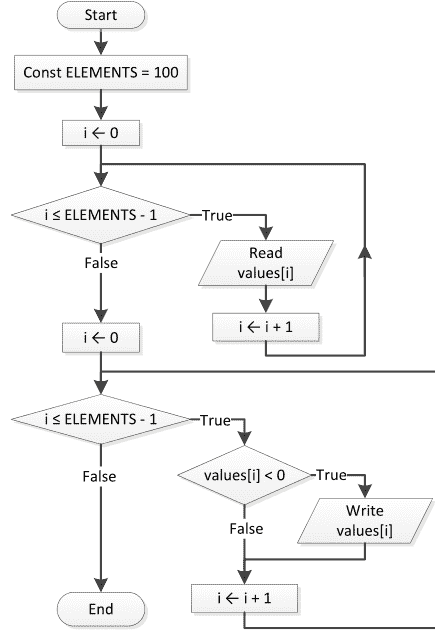 Start
Const ELEMENTS = 100
i ← 0
i ≤ ELEMENTS - 1
True
Read
values[i]
False
i ← i + 1
i ← 0
i ≤ ELEMENTS - 1
True
values[i] < 0
True
False
Write
values[i]
False
i ← i + 1
End